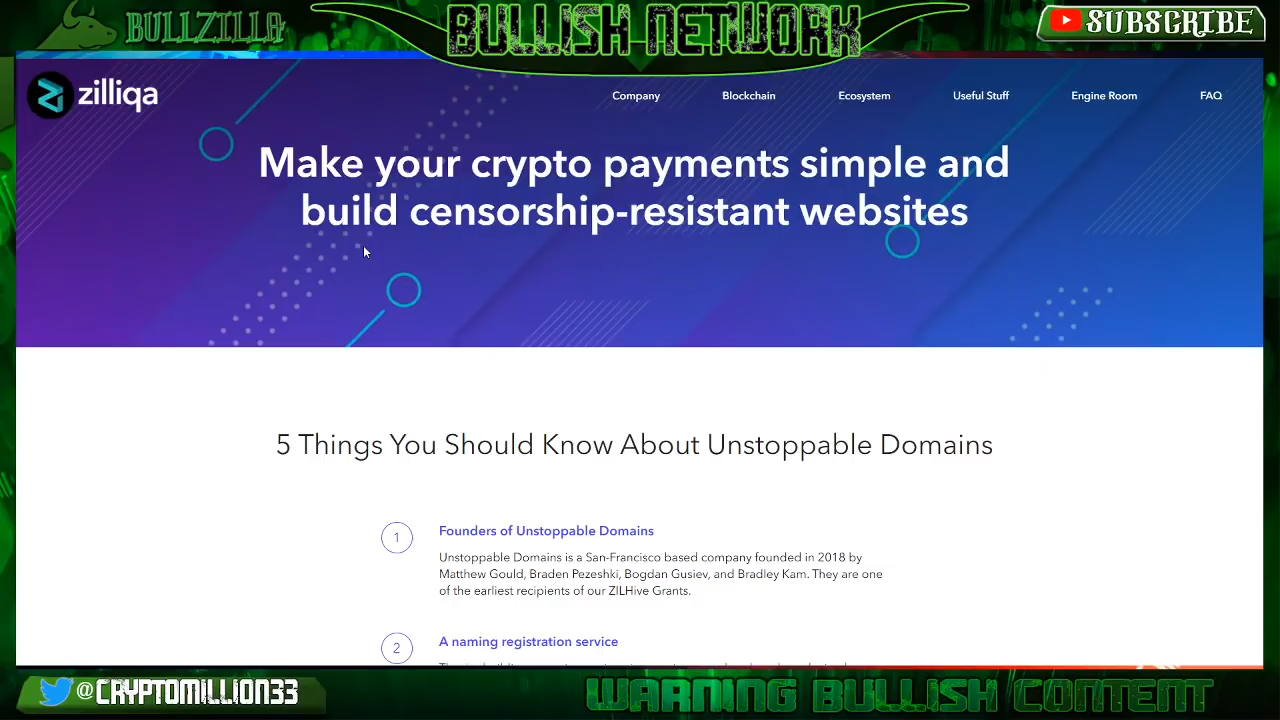 BULLZILLA
BULLISH NETWORK
SUBSCRIBE
zilliqa
Company
Blockchain
Ecosystem
Useful Stuff
Engine Room
FAQ
Make your crypto payments simple and
build censorship-resistant websites
5 Things You Should Know About Unstoppable Domains
1
Founders of Unstoppable Domains
Unstoppable Domains is a San-Francisco based company founded in 2018 by
Matthew Gould, Braden Pezeshki, Bogdan Gusiev, and Bradley Kam. They are one
of the earliest recipients of our ZILHive Grants.
2
A naming registration service
@CRYPTOMILLION33
WARNING BULLISH CONTENT